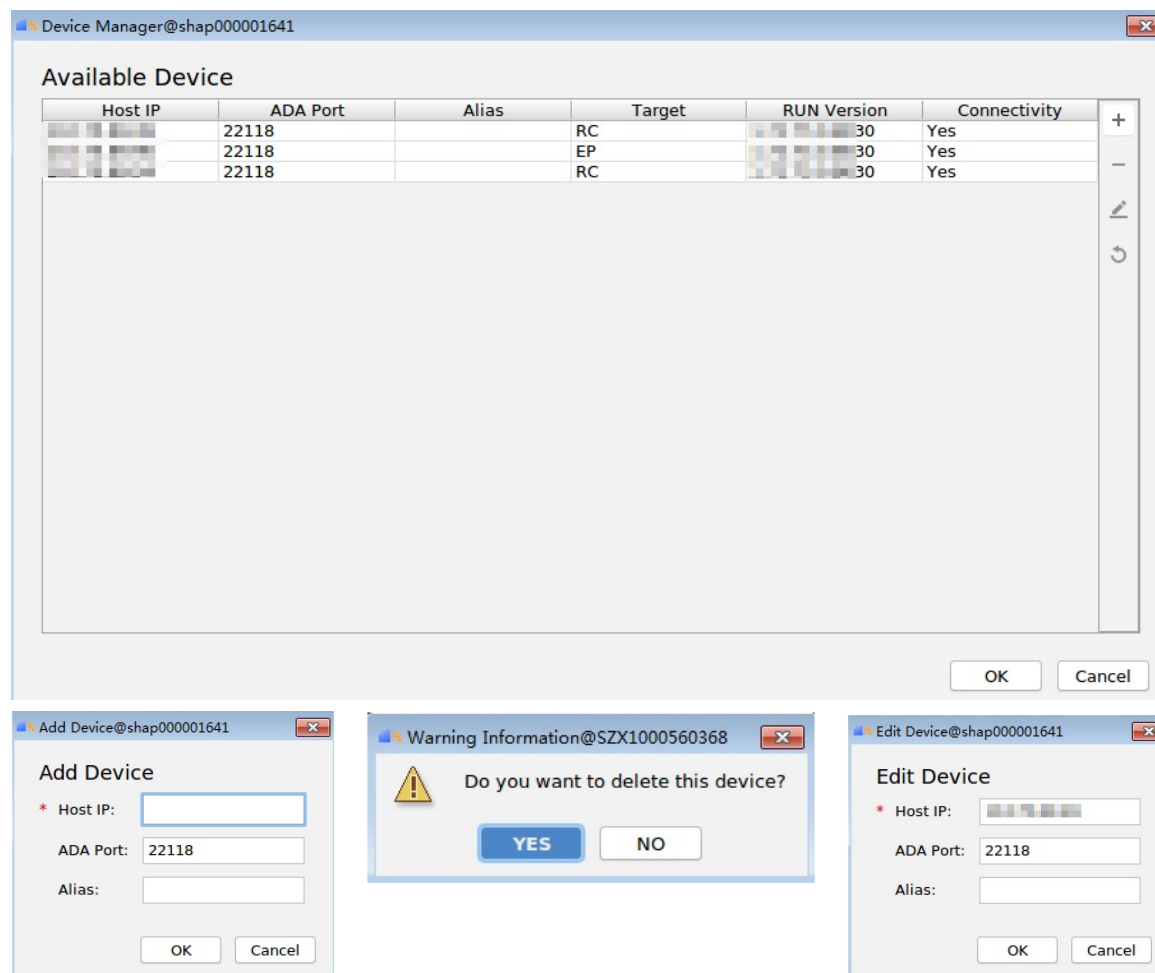 Device Manager@shap000001641
Available Device
Host IP ADA Port Alias Target RUN Version Connectivity
22118 RC 30 Yes
22118 EP 30 Yes
22118 RC 30 Yes
OK Cancel
Add Device@shap000001641
Add Device
* Host IP:
ADA Port: 22118
Alias:
OK Cancel
Warning Information@SZX1000560368
Do you want to delete this device?
YES NO
Edit Device@shap000001641
Edit Device
* Host IP:
ADA Port: 22118
Alias:
OK Cancel